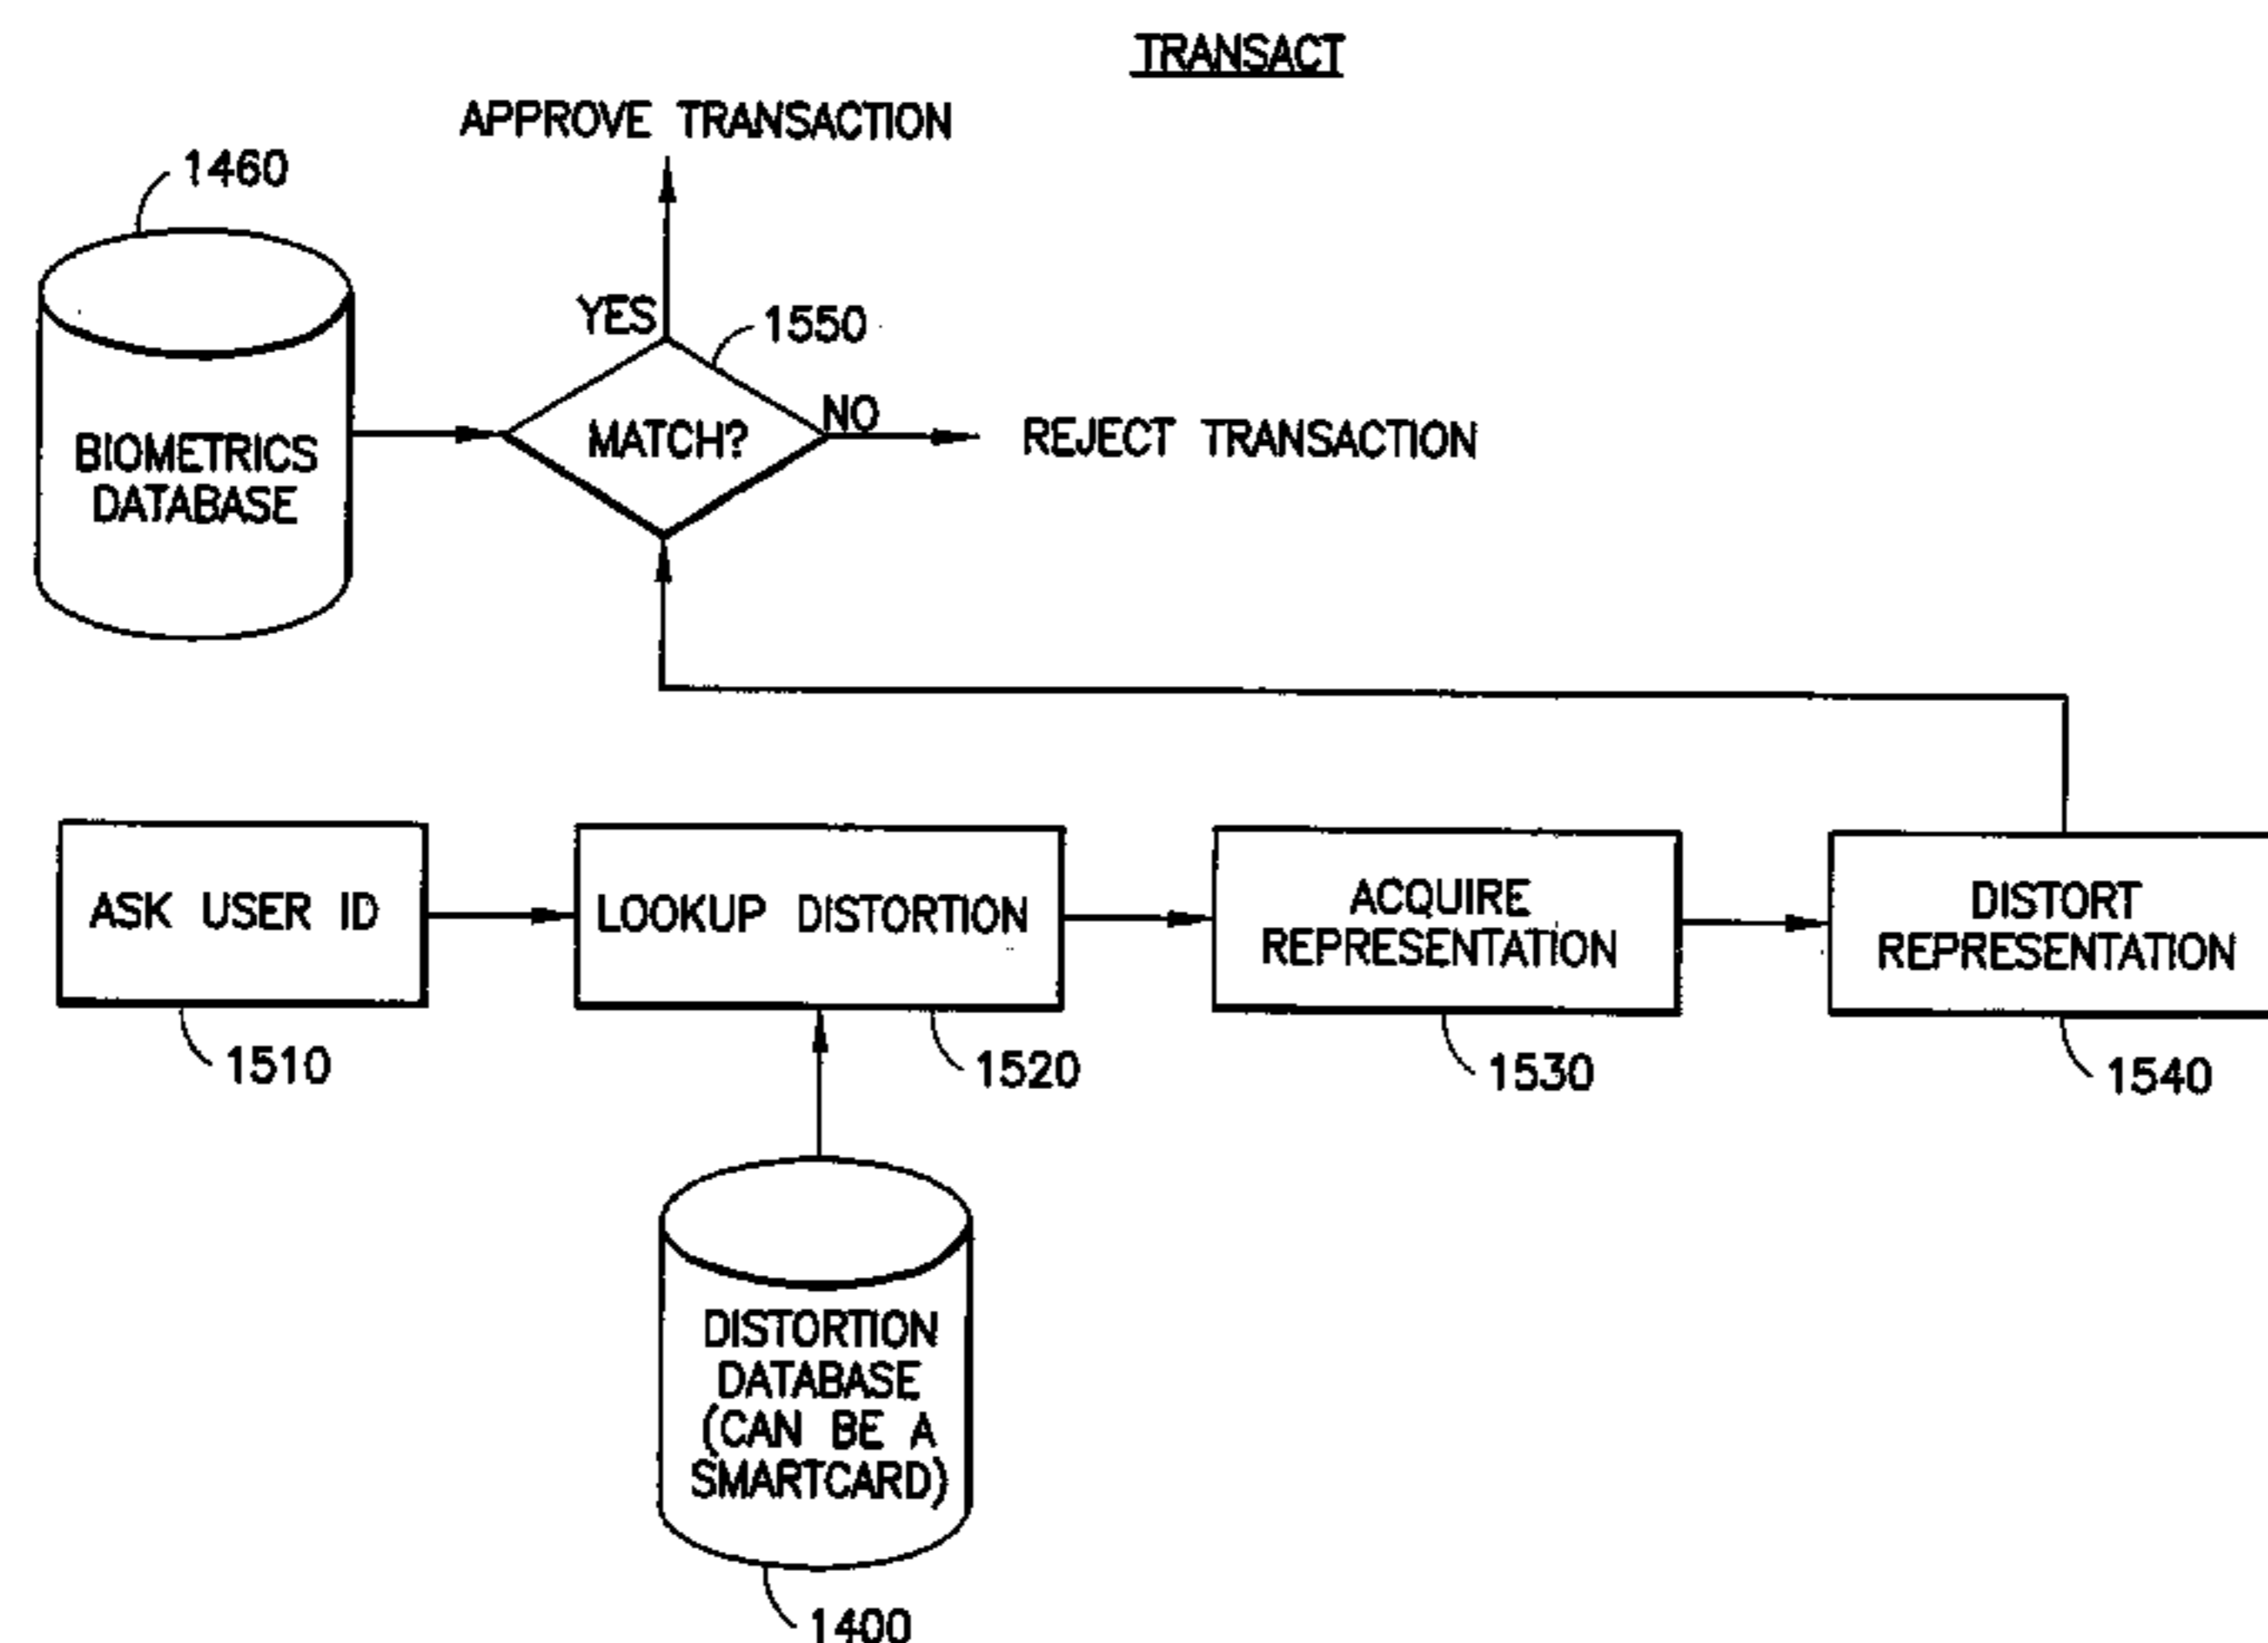 TRANSACT
APPROVE TRANSACTION
1460
YES
1550
NO
MATCH?
REJECT TRANSACTION
BIOMETRICS
DATABASE
ASK USER ID
LOOKUP DISTORTION
ACQUIRE
REPRESENTATION
DISTORT
REPRESENTATION
1510
1520
1530
1540
DISTORTION
DATABASE
(CAN BE A
SMARTCARD)
1400